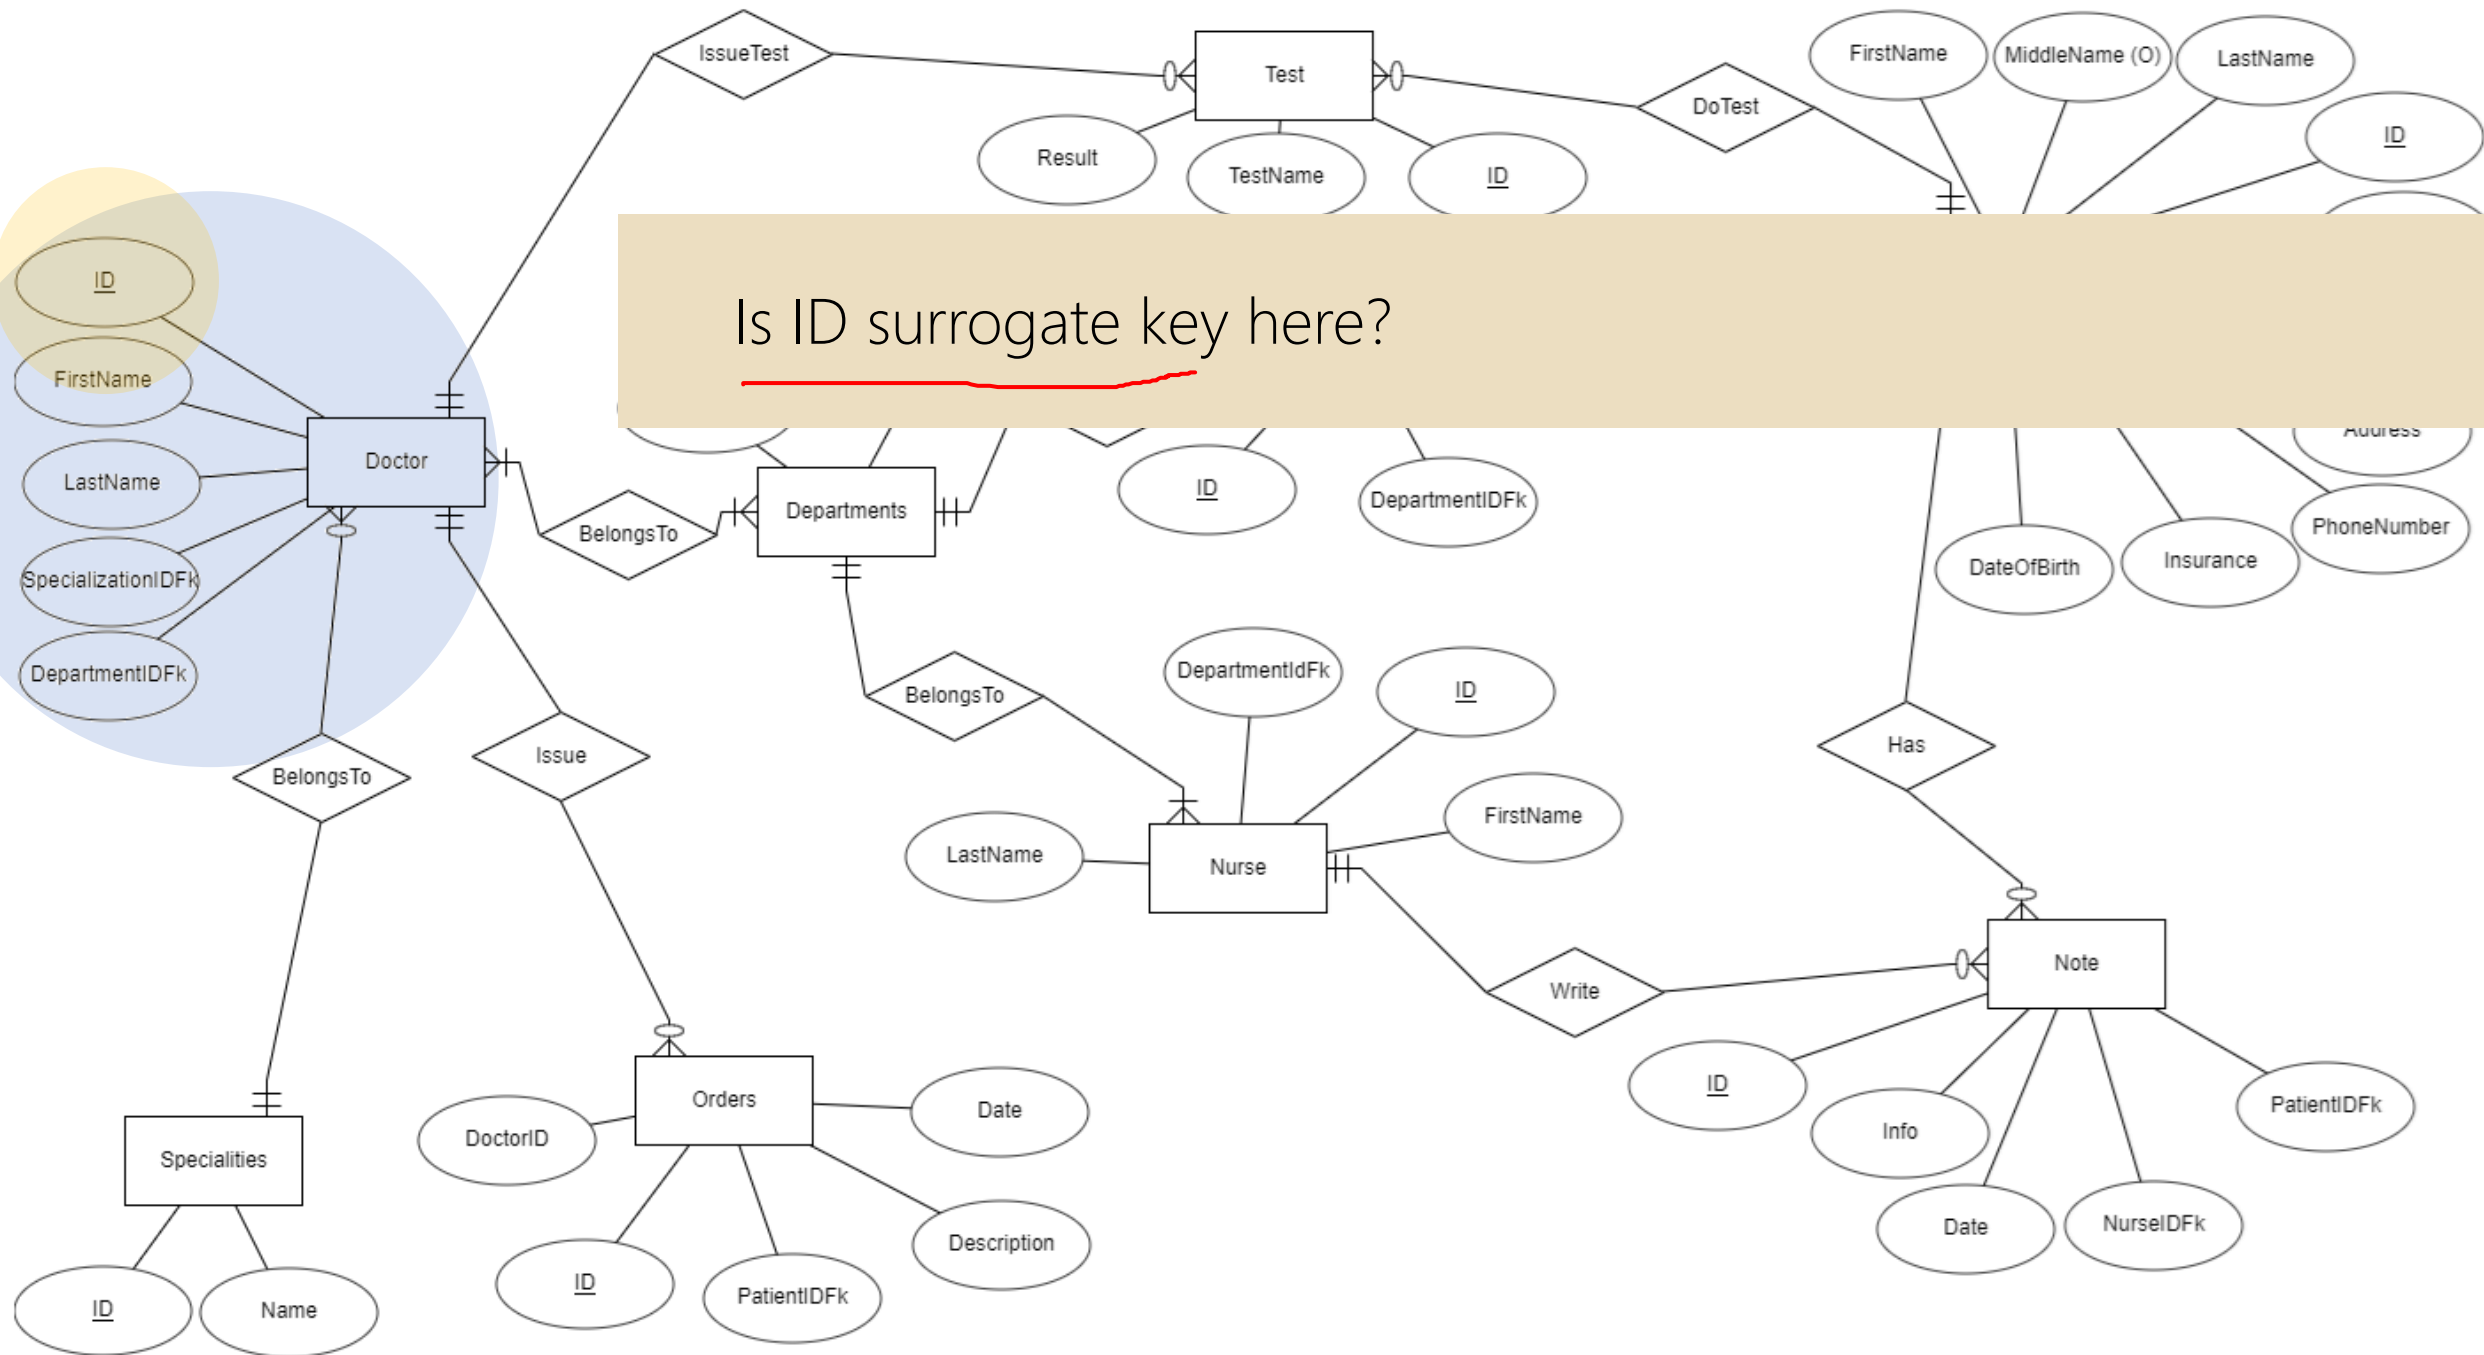 IssueTest
Test
Result
TestName
ID
DoTest
FirstName
MiddleName (O)
LastName
ID
Is ID surrogate key here?
ID
FirstName
LastName
SpecializationIDFk
DepartmentIDFk
Doctor
BelongsTo
Departments
ID
DepartmentIDFk
Address
PhoneNumber
Insurance
DateOfBirth
BelongsTo
Issue
BelongsTo
DepartmentIdFk
ID
FirstName
LastName
Nurse
Has
Write
Note
ID
Info
Date
NurseIDFk
PatientIDFk
Specialities
ID
Name
Orders
DoctorID
ID
PatientIDFk
Description
Date